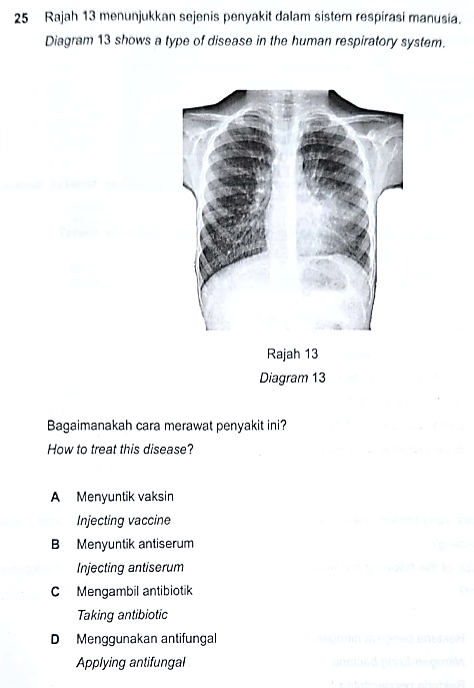 25 Rajah 13 menunjukkan sejenis penyakit dalam sistem respirasi manusia.
Diagram 13 shows a type of disease in the human respiratory system.
Rajah 13
Diagram 13
Bagaimanakah cara merawat penyakit ini?
How to treat this disease?
A Menyuntik vaksin
Injecting vaccine
B Menyuntik antiserum
Injecting antiserum
C Mengambil antibiotik
Taking antibiotic
D Menggunakan antifungal
Applying antifungal